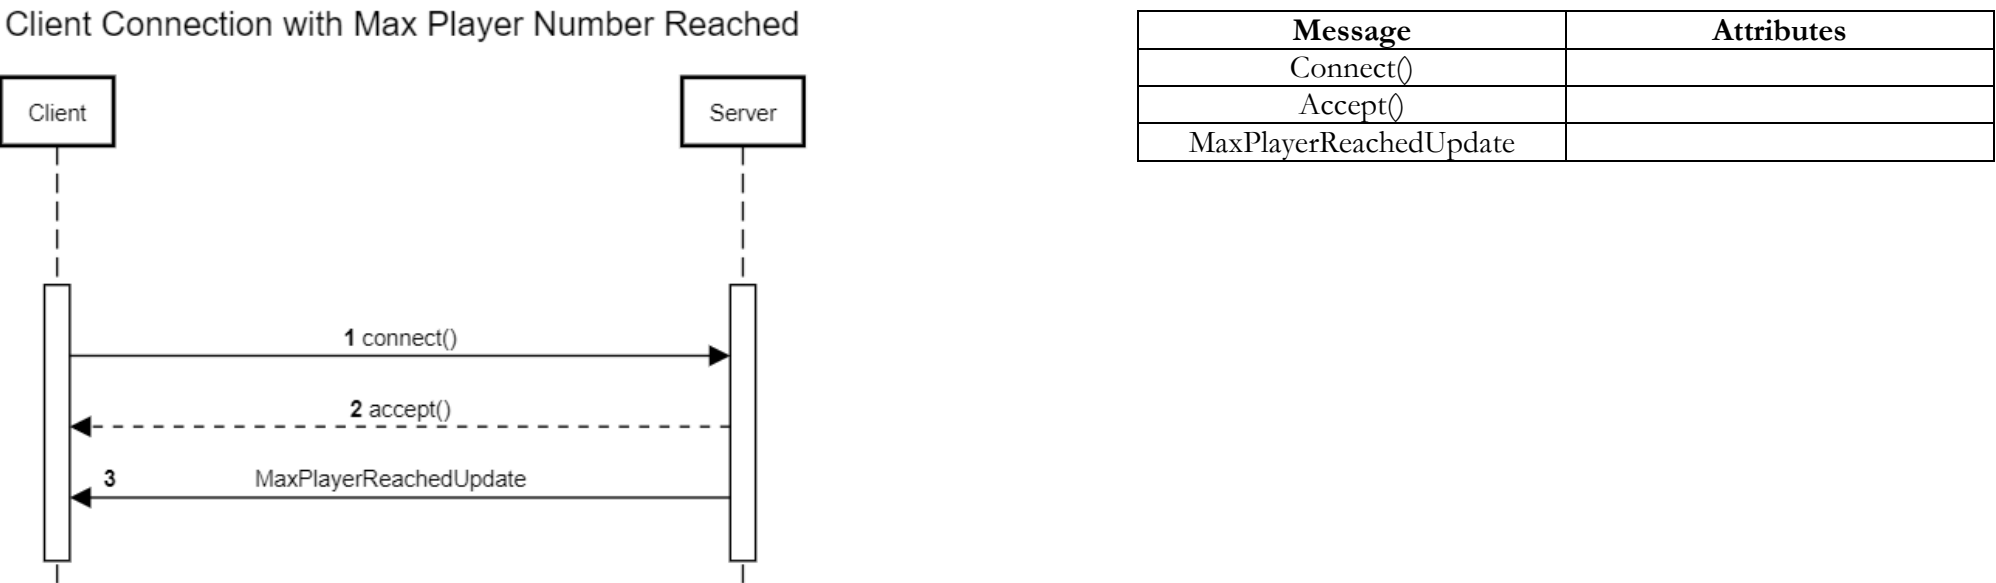 Client Connection with Max Player Number Reached
Client
Server
1 connect()
2 accept()
3 MaxPlayerReachedUpdate
Message Attributes
Connect()
Accept()
MaxPlayerReachedUpdate